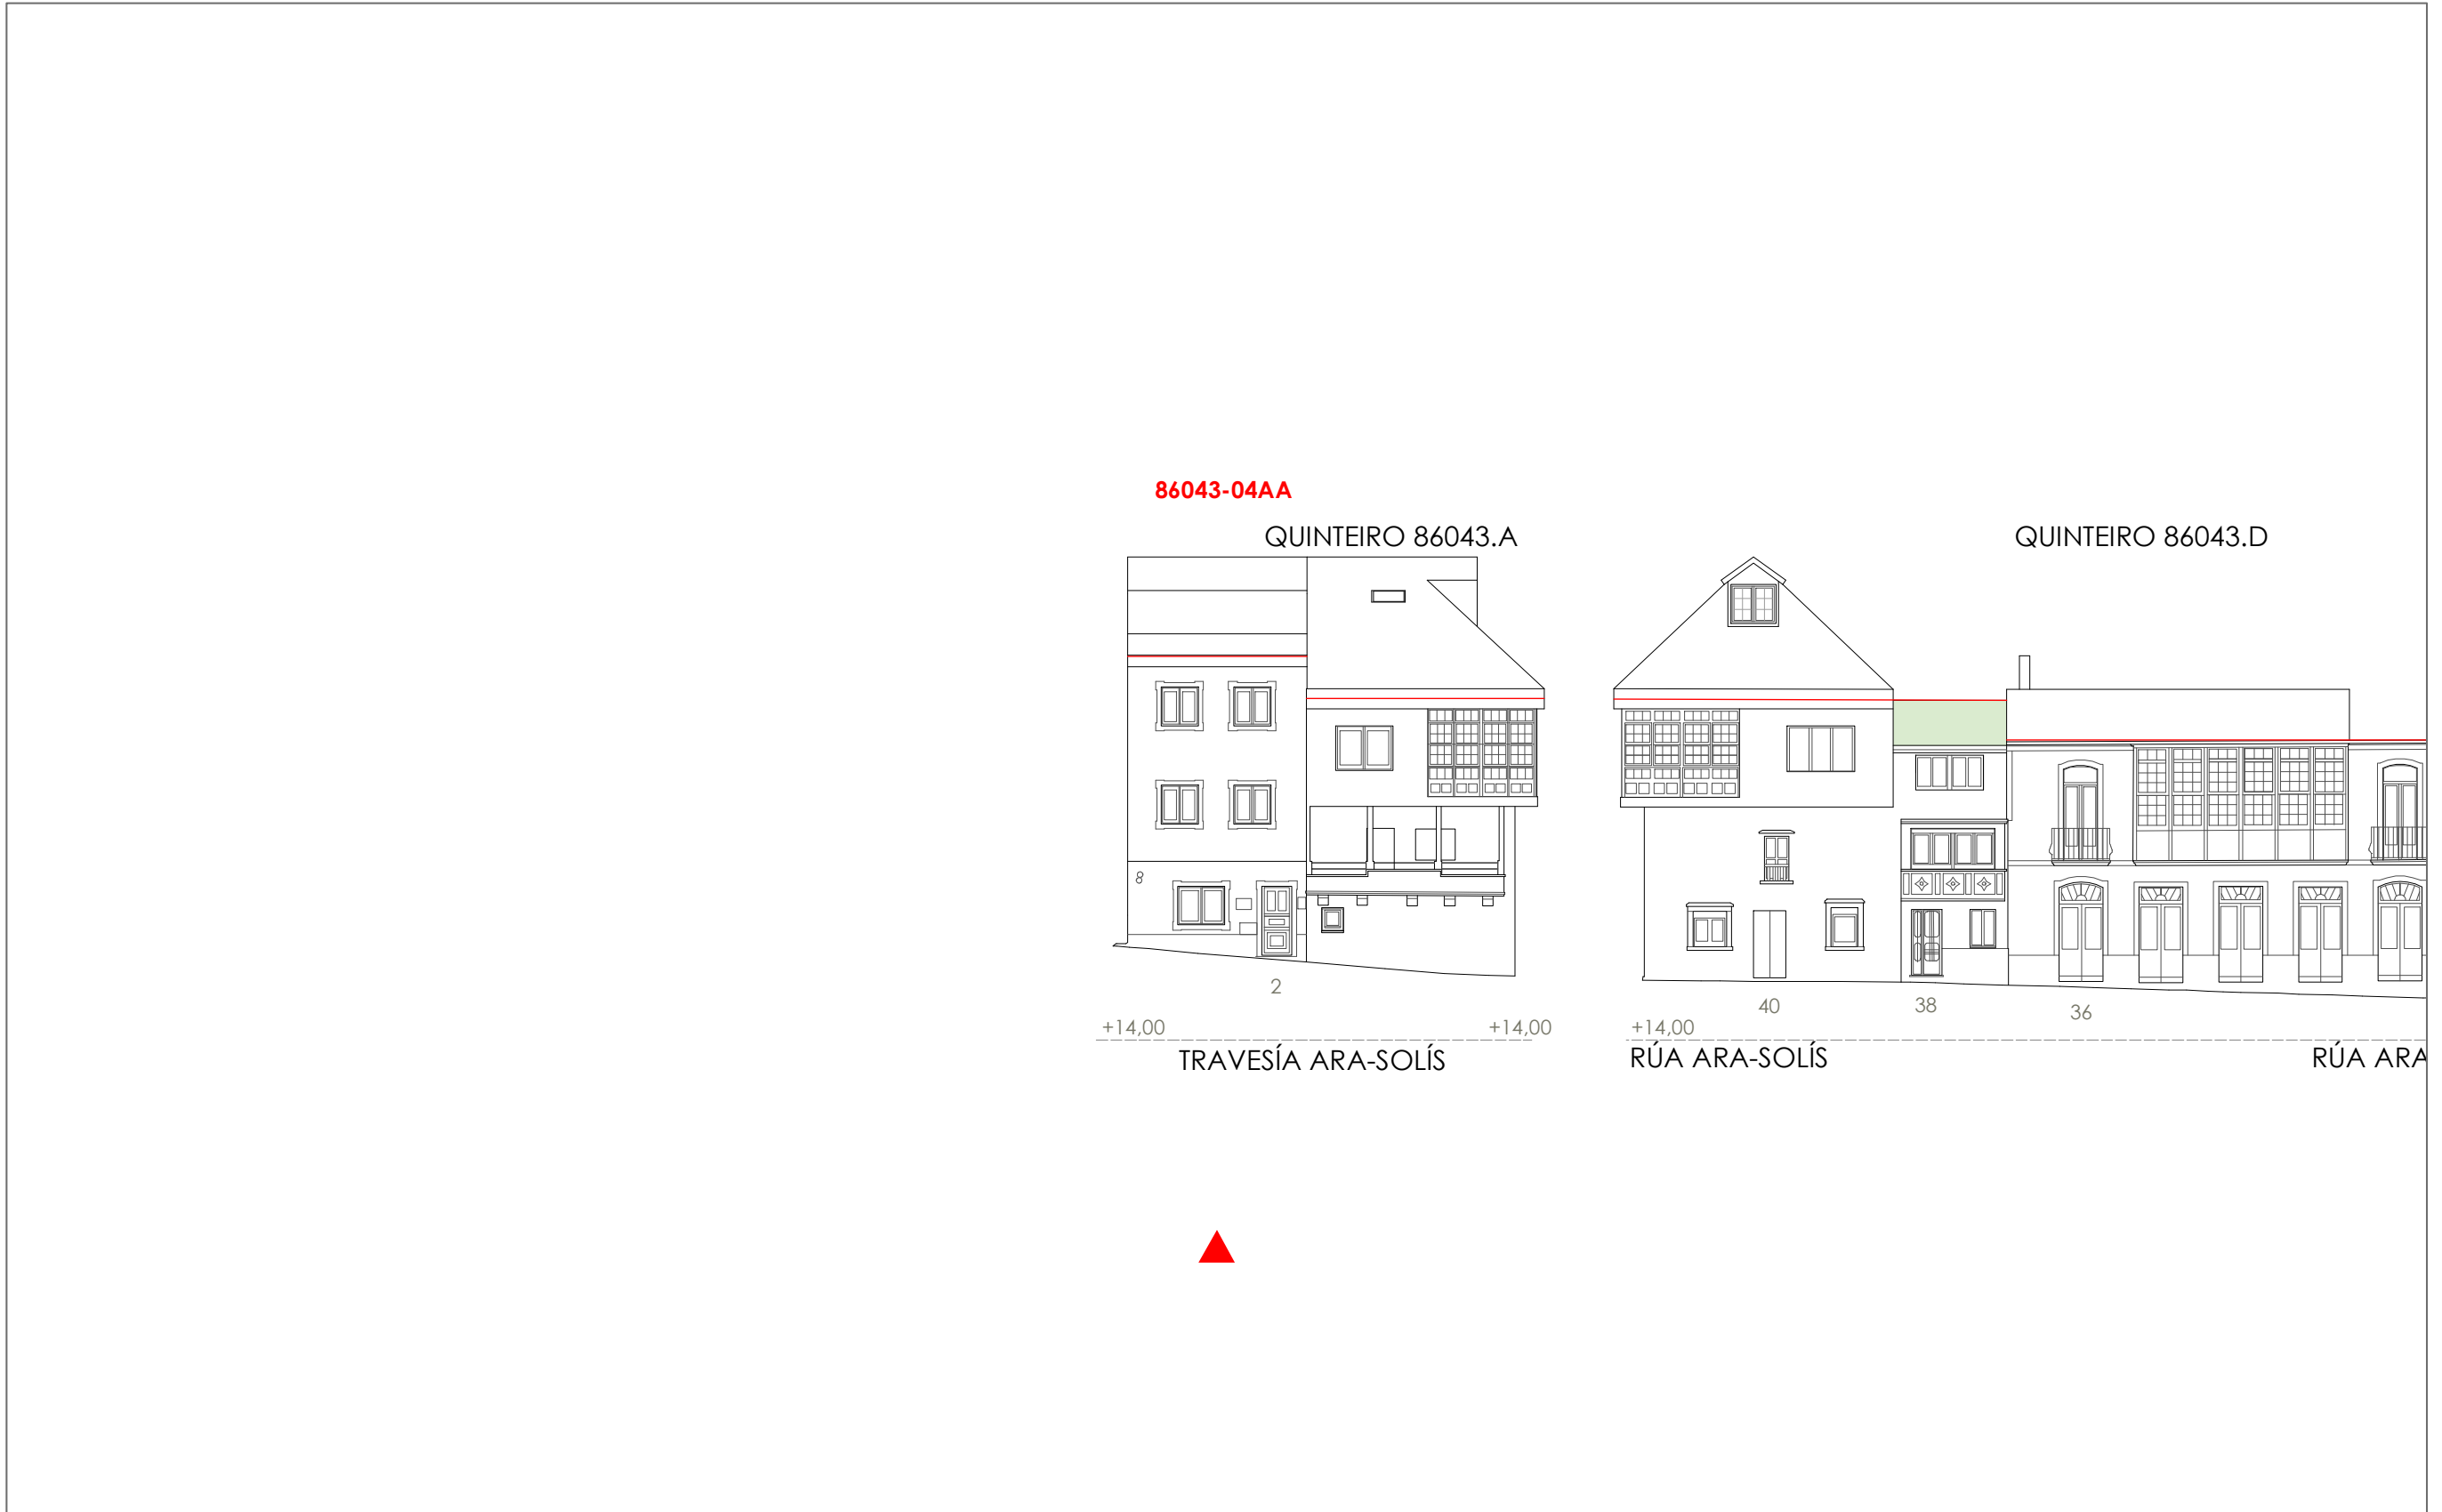 86043-04AA
QUINTEIRO 86043.A
QUINTEIRO 86043.D
8
2
40
38
36
+14,00
+14,00
+14,00
TRAVESÍA ARA-SOLÍS
RÚA ARA-SOLÍS
RÚA ARA